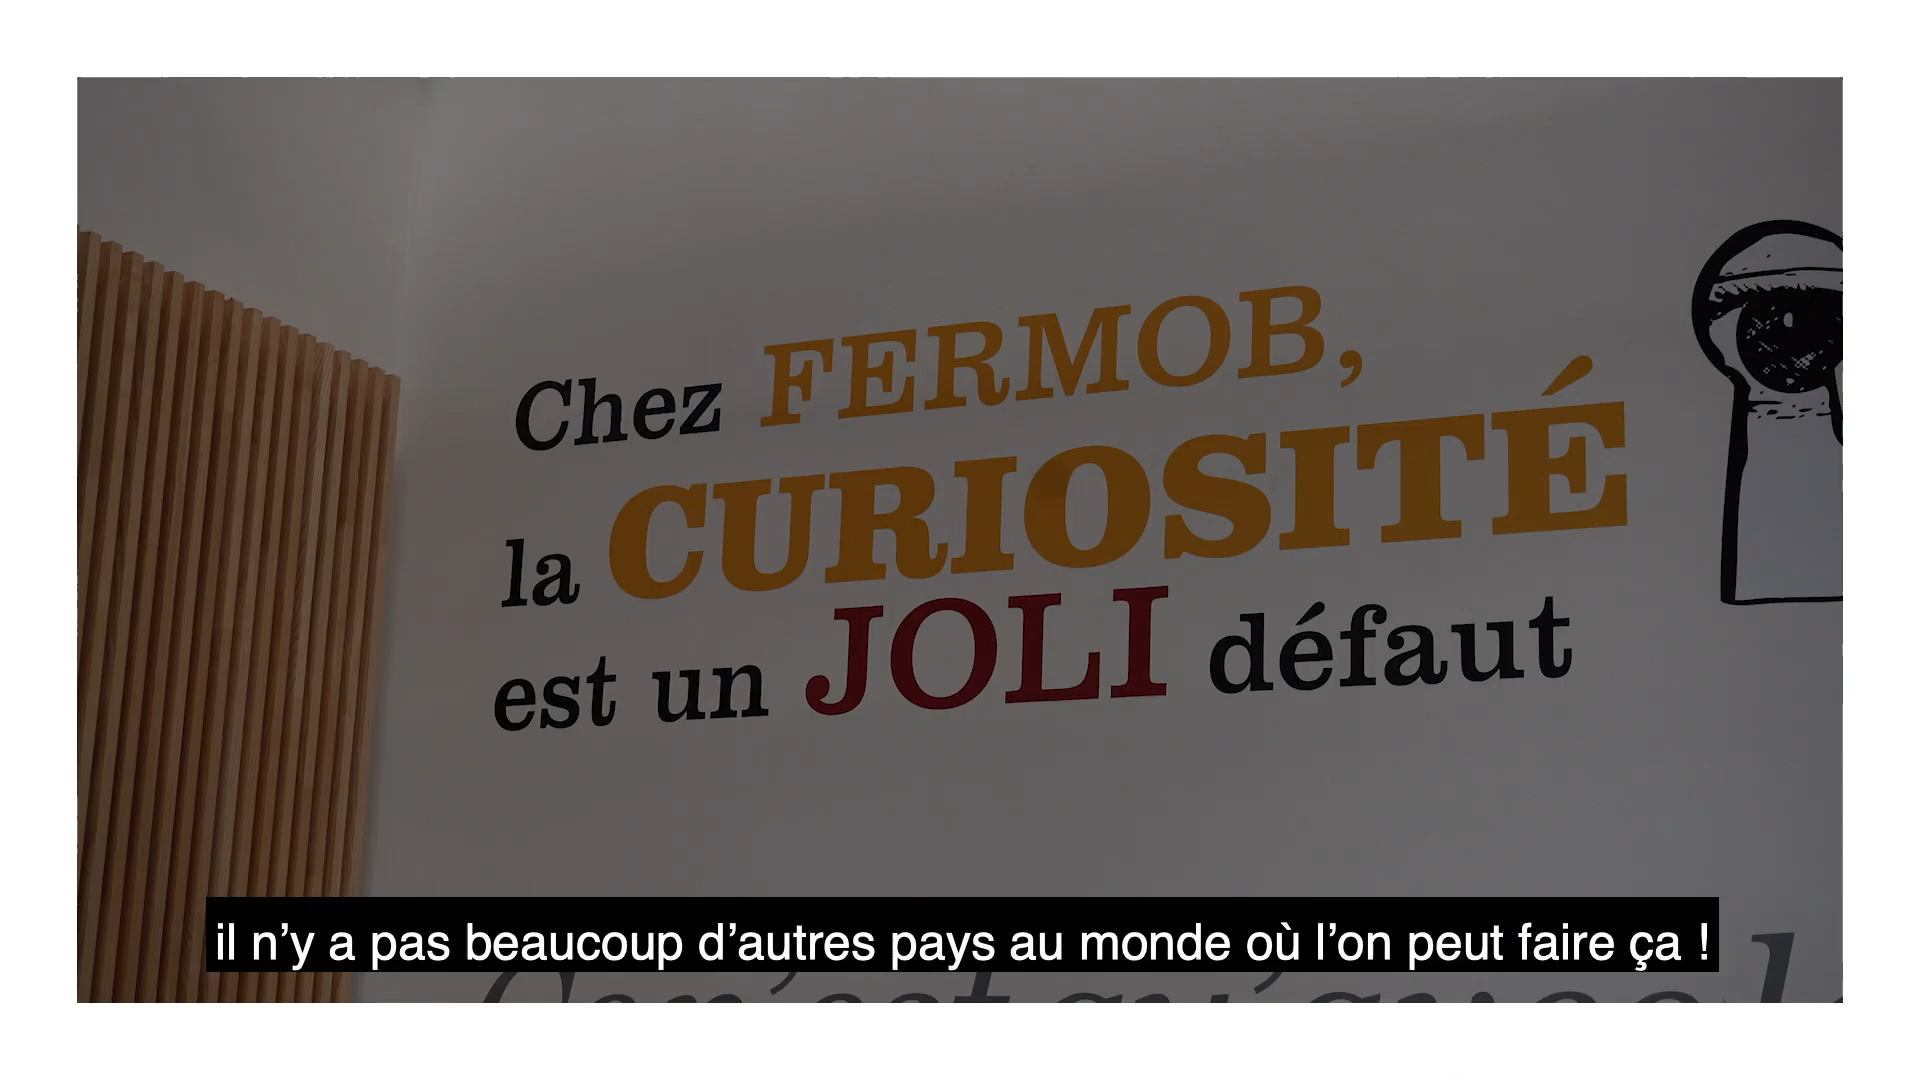 Chez FERMOB,
la CURIOSITÉ
est un JOLI défaut
il n’y a pas beaucoup d’autres pays au monde où l’on peut faire ça !